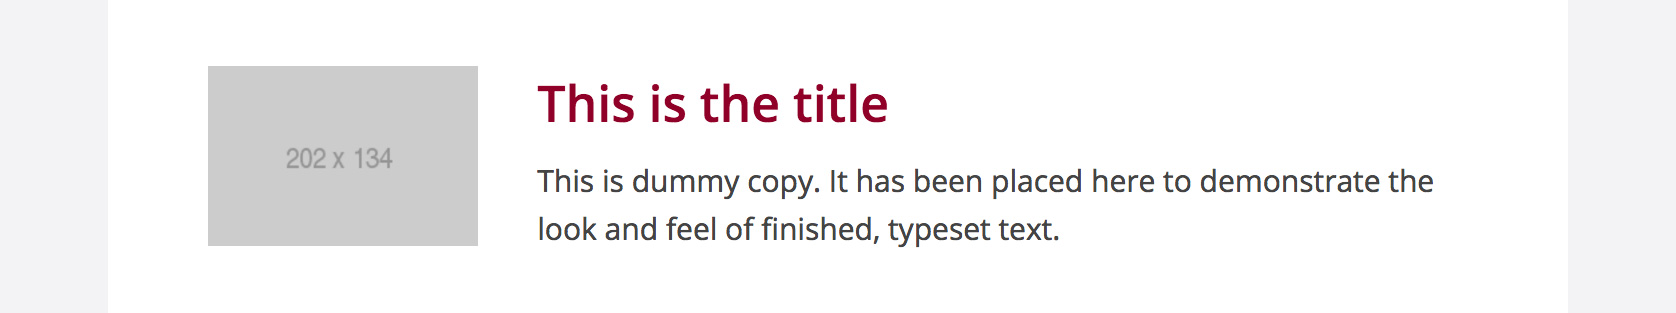 202 x 134
This is the title
This is dummy copy. It has been placed here to demonstrate the
look and feel of finished, typeset text.